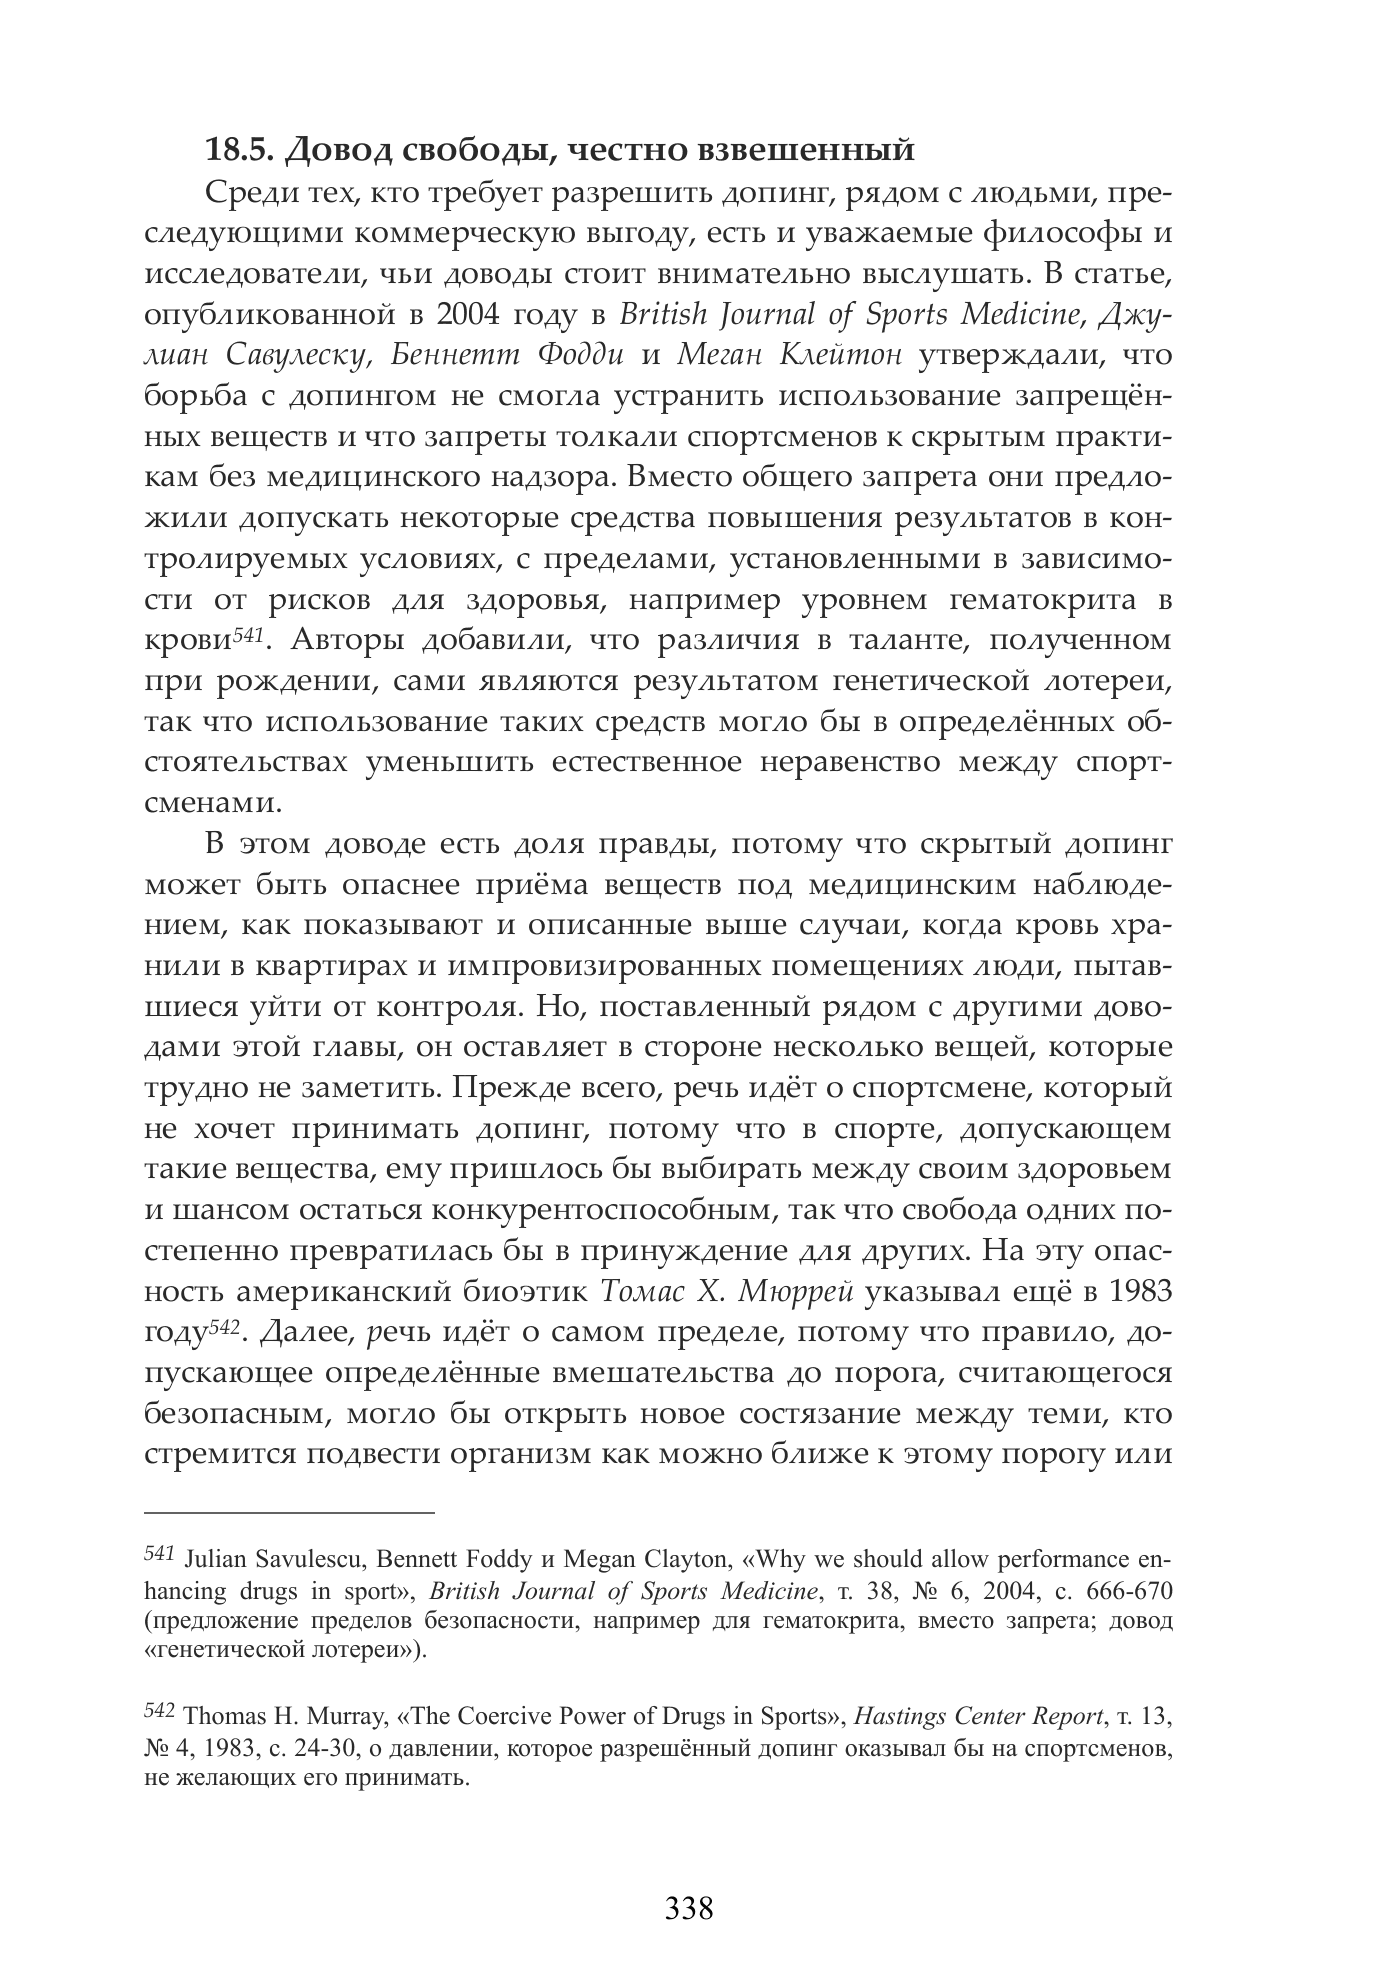 18.5. Довод свободы, честно взвешенный
Среди тех, кто требует разрешить допинг, рядом с людьми, пре-
следующими коммерческую выгоду, есть и уважаемые философы и
исследователи, чьи доводы стоит внимательно выслушать. В статье,
опубликованной в 2004 году в British Journal of Sports Medicine, Джу-
лиан Савулеску, Беннетт Фодди и Меган Клейтон утверждали, что
борьба с допингом не смогла устранить использование запрещён-
ных веществ и что запреты толкали спортсменов к скрытым практи-
кам без медицинского надзора. Вместо общего запрета они предло-
жили допускать некоторые средства повышения результатов в кон-
тролируемых условиях, с пределами, установленными в зависимо-
сти от рисков для здоровья, например уровнем гематокрита в
крови541. Авторы добавили, что различия в таланте, полученном
при рождении, сами являются результатом генетической лотереи,
так что использование таких средств могло бы в определённых об-
стоятельствах уменьшить естественное неравенство между спорт-
сменами.
В этом доводе есть доля правды, потому что скрытый допинг
может быть опаснее приёма веществ под медицинским наблюде-
нием, как показывают и описанные выше случаи, когда кровь хра-
нили в квартирах и импровизированных помещениях люди, пытав-
шиеся уйти от контроля. Но, поставленный рядом с другими дово-
дами этой главы, он оставляет в стороне несколько вещей, которые
трудно не заметить. Прежде всего, речь идёт о спортсмене, который
не хочет принимать допинг, потому что в спорте, допускающем
такие вещества, ему пришлось бы выбирать между своим здоровьем
и шансом остаться конкурентоспособным, так что свобода одних по-
степенно превратилась бы в принуждение для других. На эту опас-
ность американский биоэтик Томас Х. Мюррей указывал ещё в 1983
году542. Далее, речь идёт о самом пределе, потому что правило, до-
пускающее определённые вмешательства до порога, считающегося
безопасным, могло бы открыть новое состязание между теми, кто
стремится подвести организм как можно ближе к этому порогу или
541 Julian Savulescu, Bennett Foddy и Megan Clayton, «Why we should allow performance en-
hancing drugs in sport», British Journal of Sports Medicine, т. 38, № 6, 2004, с. 666-670
(предложение пределов безопасности, например для гематокрита, вместо запрета; довод
«генетической лотереи»).
542 Thomas H. Murray, «The Coercive Power of Drugs in Sports», Hastings Center Report, т. 13,
№ 4, 1983, с. 24-30, о давлении, которое разрешённый допинг оказывал бы на спортсменов,
не желающих его принимать.
338